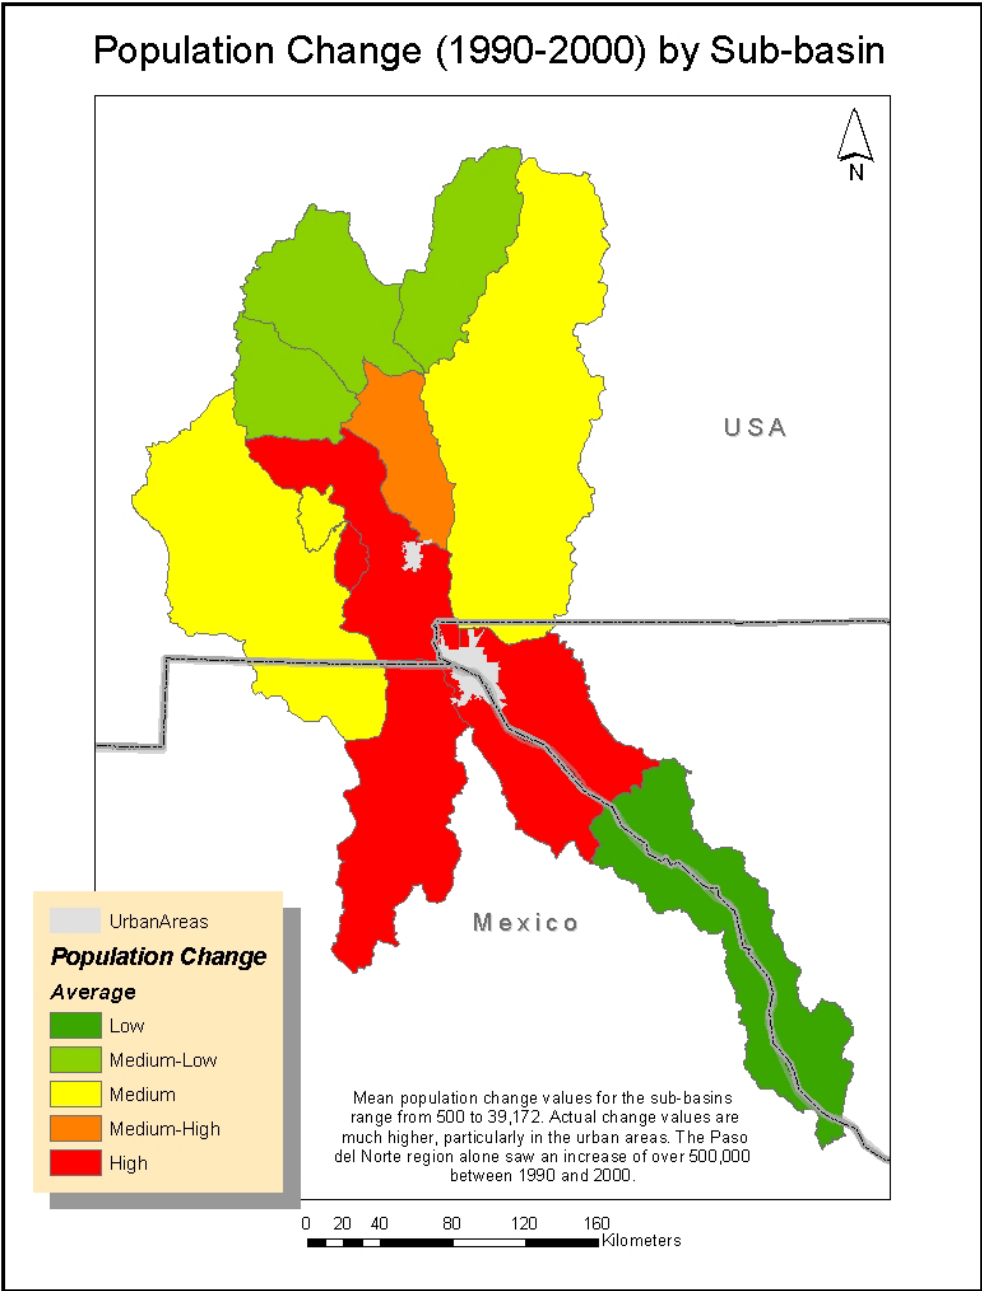 Population Change (1990-2000) by Sub-basin
N
USA
Mexico
UrbanAreas
Population Change
Average
Low
Medium-Low
Medium
Medium-High
High
Mean population change values for the sub-basins
range from 500 to 39,172. Actual change values are
much higher, particularly in the urban areas. The Paso
del Norte region alone saw an increase of over 500,000
between 1990 and 2000.
0 20 40 80 120 160
Kilometers